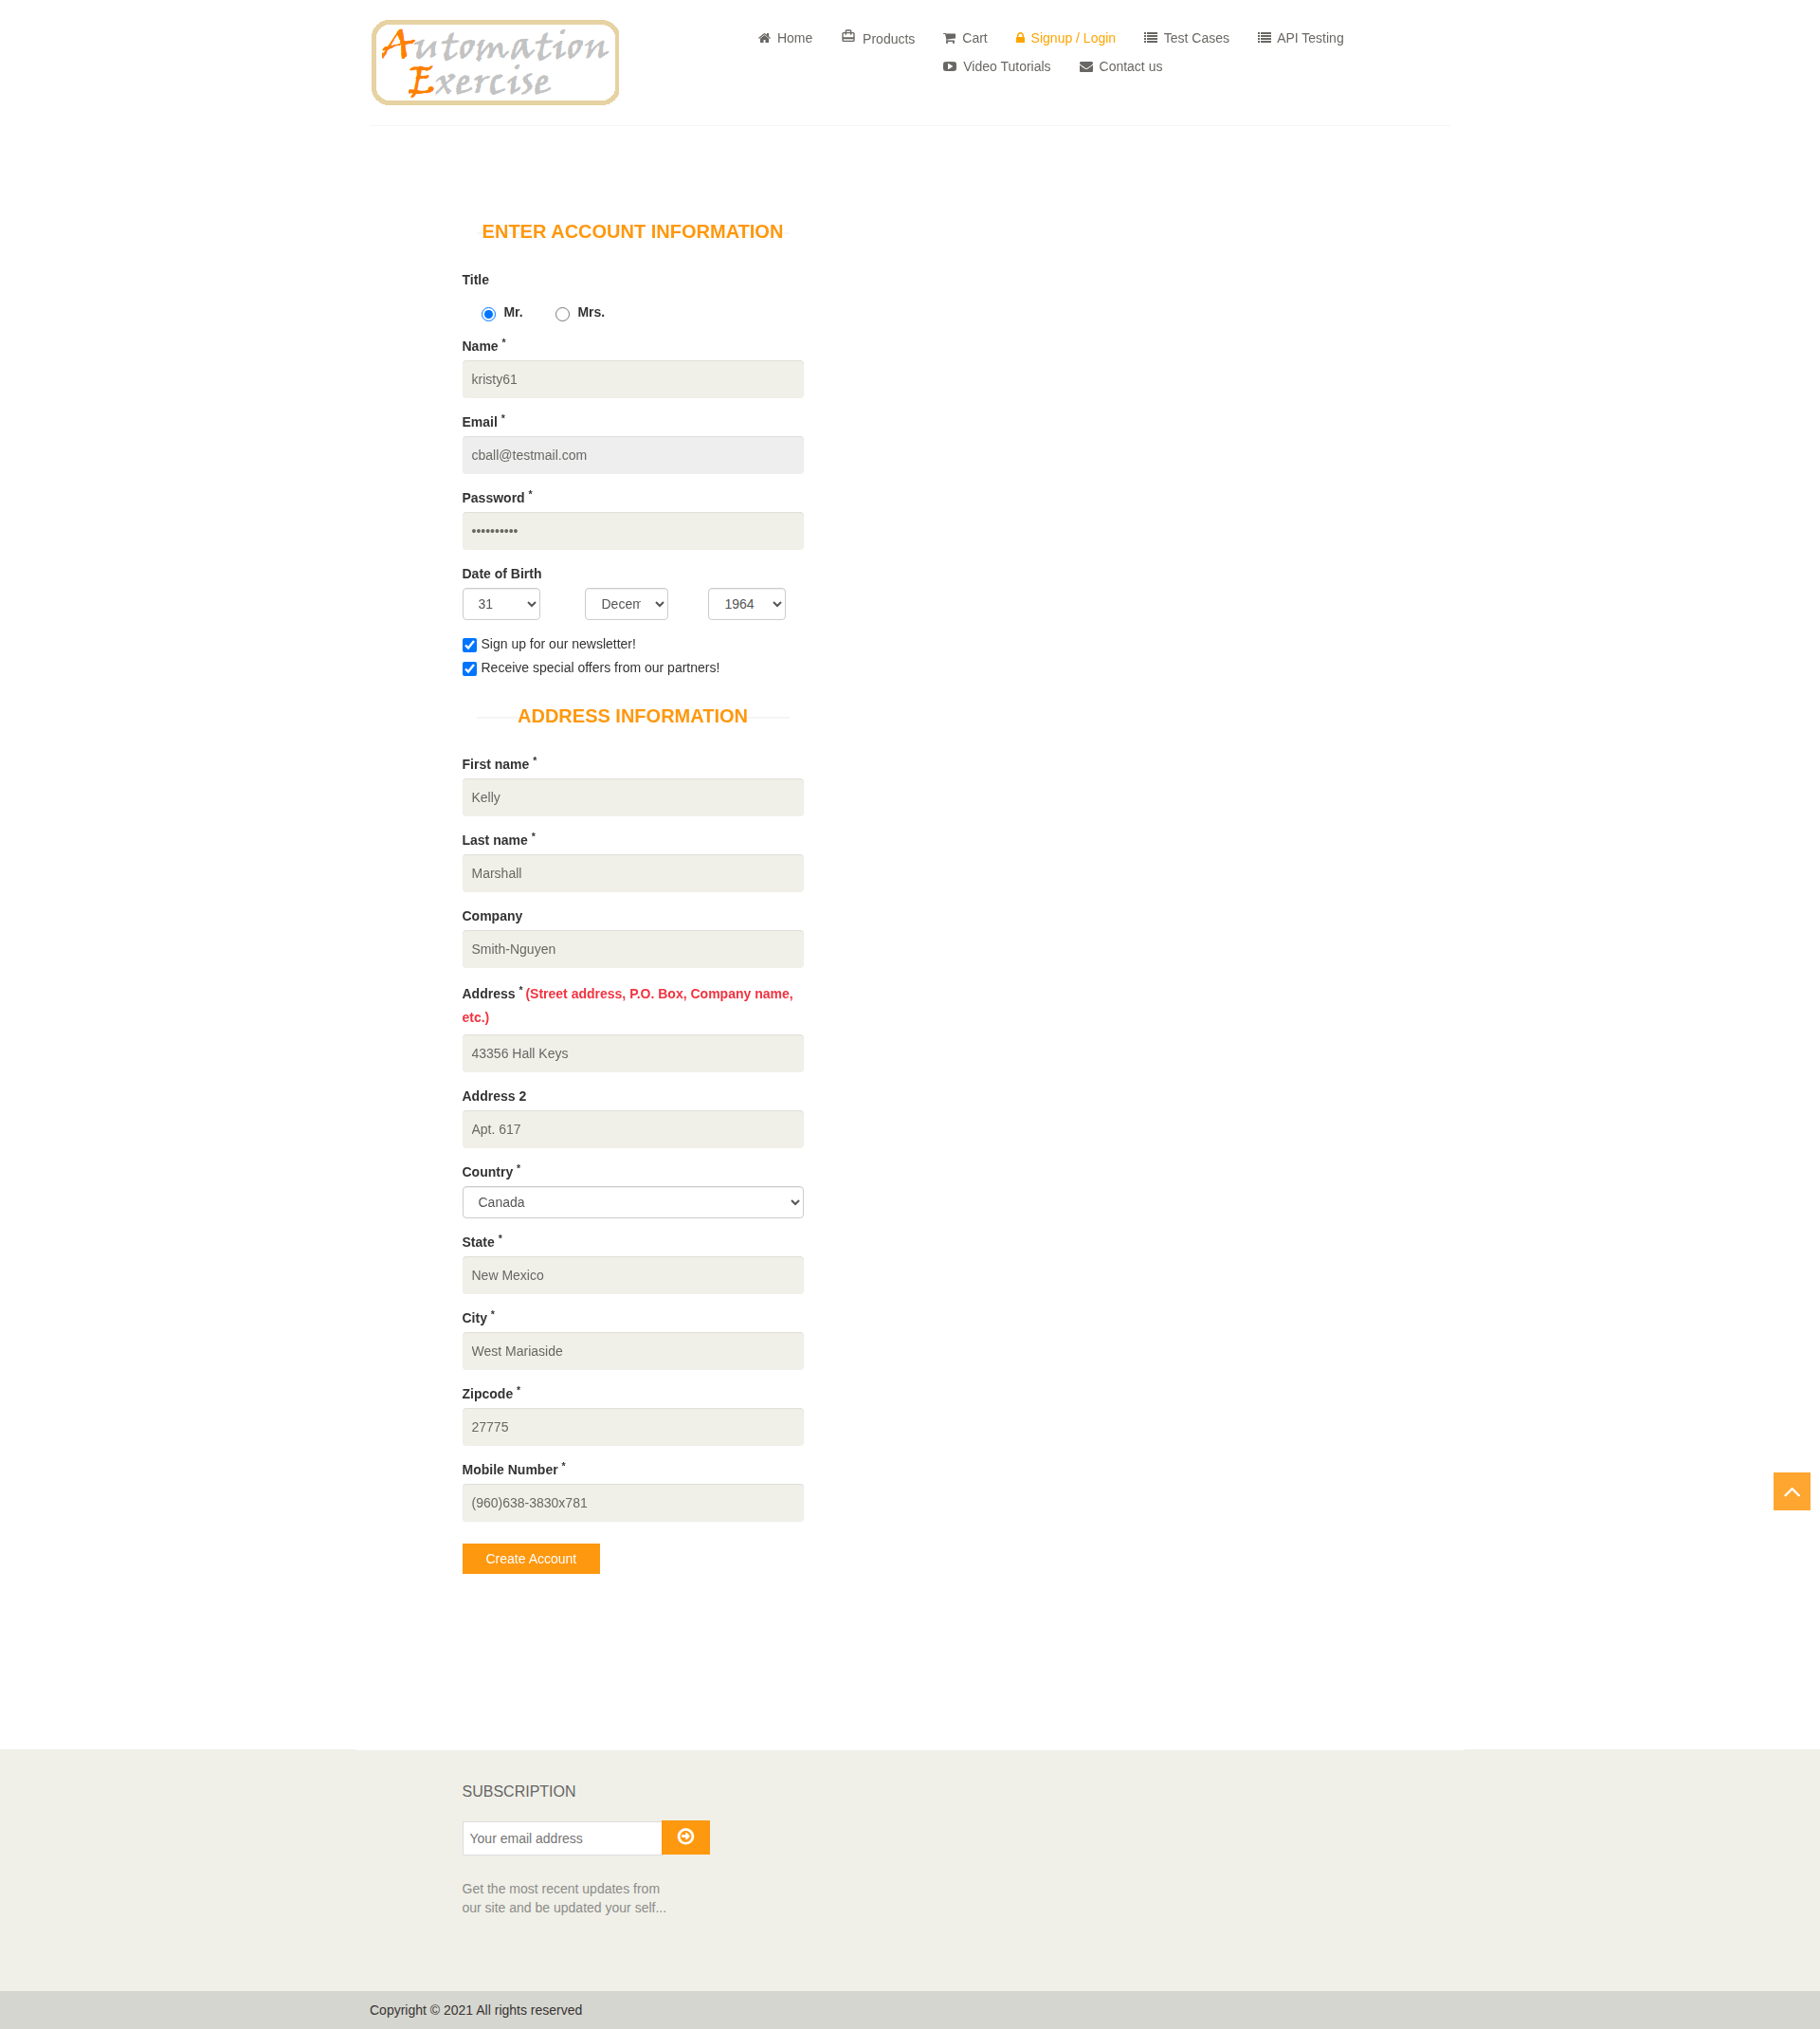 Automation
Exercise
Home Products Cart Signup / Login Test Cases API Testing
Video Tutorials Contact us
ENTER ACCOUNT INFORMATION
Title
Mr. Mrs.
Name *
kristy61
Email *
cball@testmail.com
Password *
••••••••••
Date of Birth
31 Decem 1964
Sign up for our newsletter!
Receive special offers from our partners!
ADDRESS INFORMATION
First name *
Kelly
Last name *
Marshall
Company
Smith-Nguyen
Address * (Street address, P.O. Box, Company name,
etc.)
43356 Hall Keys
Address 2
Apt. 617
Country *
Canada
State *
New Mexico
City *
West Mariaside
Zipcode *
27775
Mobile Number *
(960)638-3830x781
Create Account
SUBSCRIPTION
Your email address
Get the most recent updates from
our site and be updated your self...
Copyright © 2021 All rights reserved